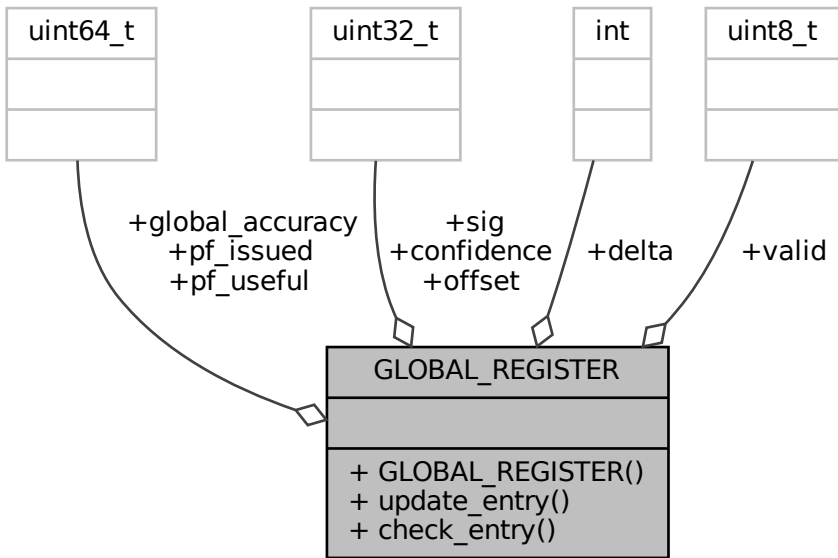 uint64_t
uint32_t
int
uint8_t
+global_accuracy
+pf_issued
+pf_useful
+sig
+confidence
+offset
+delta
+valid
GLOBAL_REGISTER
+ GLOBAL_REGISTER()
+ update_entry()
+ check_entry()